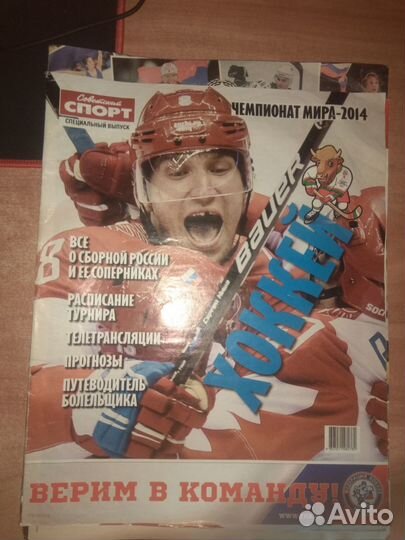 Советский
СПОРТ
СПЕЦИАЛЬНЫЙ ВЫПУСК
ЧЕМПИОНАТ МИРА-2014
8
BAUER
8
ВСЕ
О СБОРНОЙ РОССИИ
И ЕЕ СОПЕРНИКАХ
РАСПИСАНИЕ
ТУРНИРА
ТЕЛЕТРАНСЛЯЦИИ
ПРОГНОЗЫ
ПУТЕВОДИТЕЛЬ
БОЛЕЛЬЩИКА
ХОККЕЙ
ВЕРИМ В КОМАНДУ!
Avito